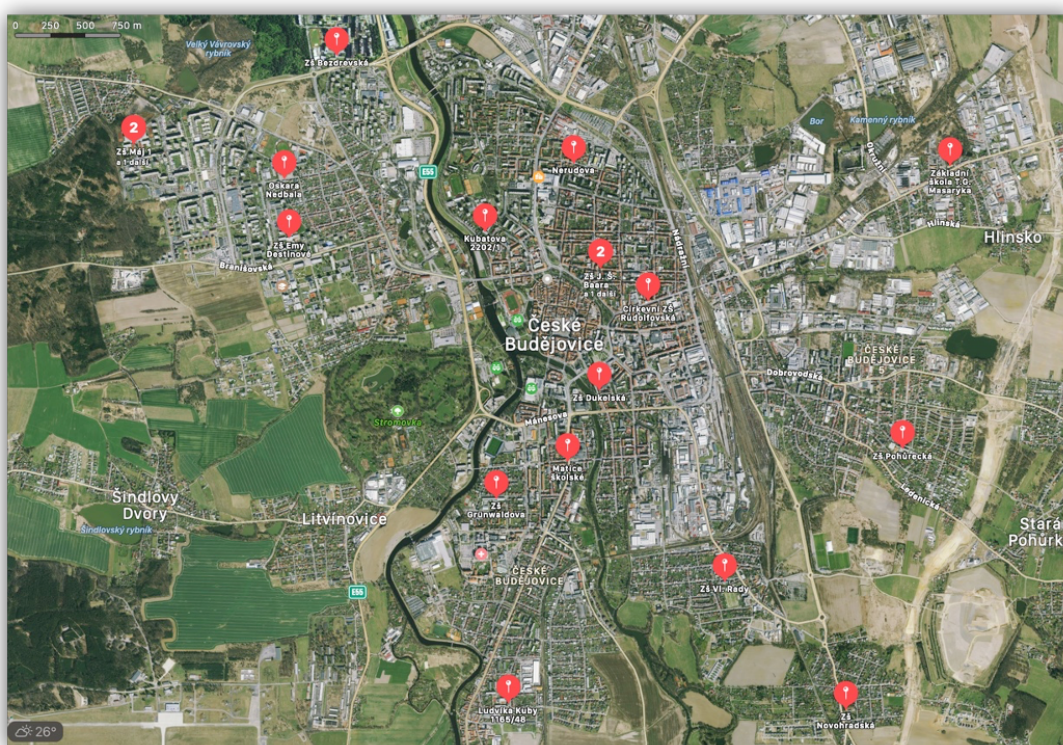 0 250 500 750 m
Velký Vávrovský
rybník
Zš Bezdrevská
2
Zš Máj
a 1 další
Oskara
Nedbala
Zš Emy
Destinové
Branišovská
E55
Nerudova
Kubatova
2202/1
2
Zš J. Š.
Baara
a 1 další
Nádražní
Církevní ZŠ
Rudolfovská
Bor
Kamenný rybník
Okružní
Základní
škola T.G.
Masaryka
Hlinská
Hlinsko
České
Budějovice
ČESKÉ
BUDĚJOVICE
Dobrovodská
Zš Dukelská
Mánesova
Stromovka
Matice
školské
Zš Pohůrecká
Ledenická
Zš
Grünwaldova
Šindlovy
Dvory
Šindlovský rybník
Litvínovice
Stará
Pohůrk
ČESKÉ
BUDĚJOVICE
7
Zš Vl. Rady
E55
Ludvíka Kuby
1165/48
Zš
Novohradská
26°